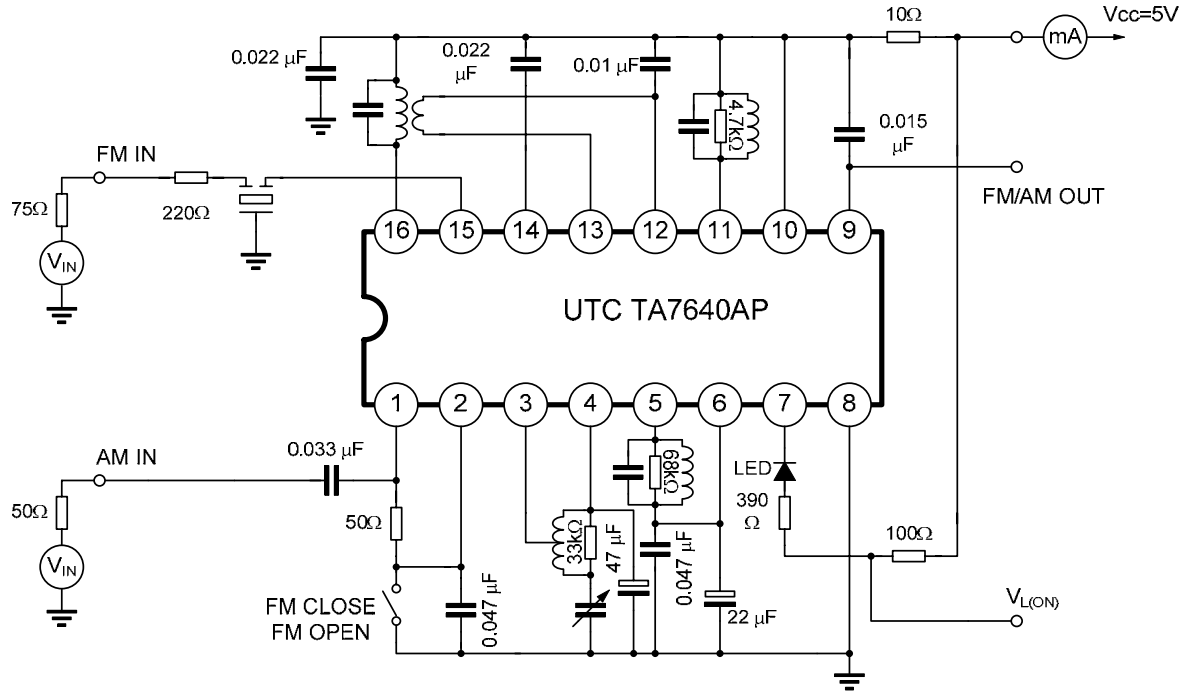 10Ω
Vcc=5V
mA
0.022 μF
0.022
μF
0.01 μF
4.7kΩ
0.015
μF
FM IN
FM/AM OUT
75Ω
220Ω
VIN
16
15
14
13
12
11
10
9
UTC TA7640AP
1
2
3
4
5
6
7
8
0.033 μF
AM IN
50Ω
50Ω
VIN
LED
390
Ω
100Ω
68kΩ
33kΩ
47 μF
0.047 μF
0.047 μF
22 μF
FM CLOSE
FM OPEN
VL(ON)